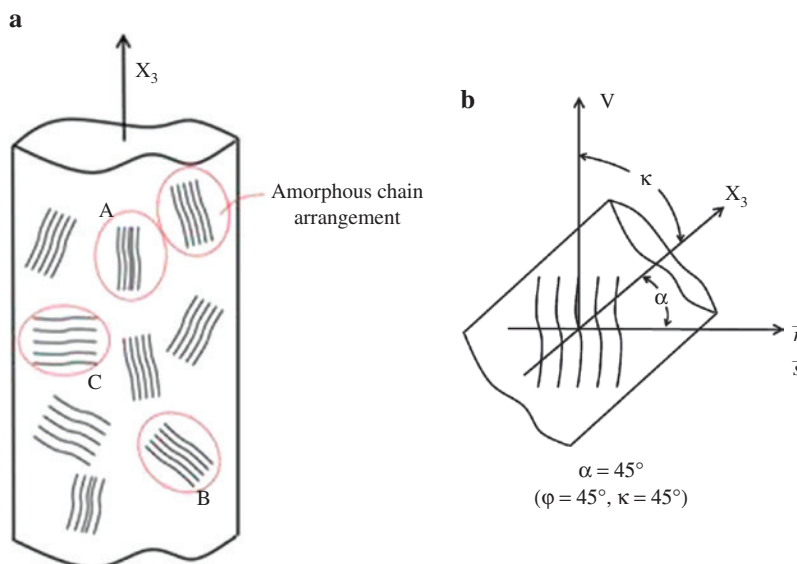 a
X₃
A
Amorphous chain
arrangement
C
B
b
V
κ
X₃
α
α = 45°
(φ = 45°, κ = 45°)